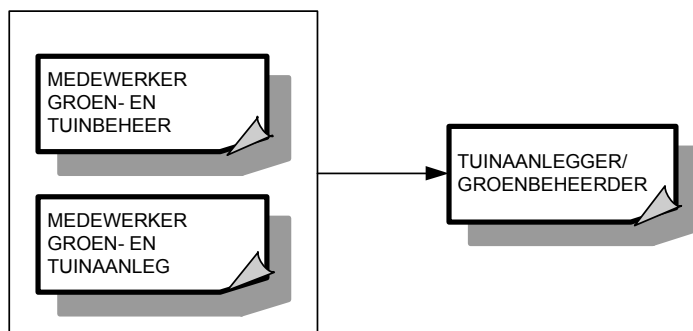 MEDEWERKER
GROEN- EN
TUINBEHEER
MEDEWERKER
GROEN- EN
TUINAANLEG
TUINAANLEGGER/
GROENBEHEERDER